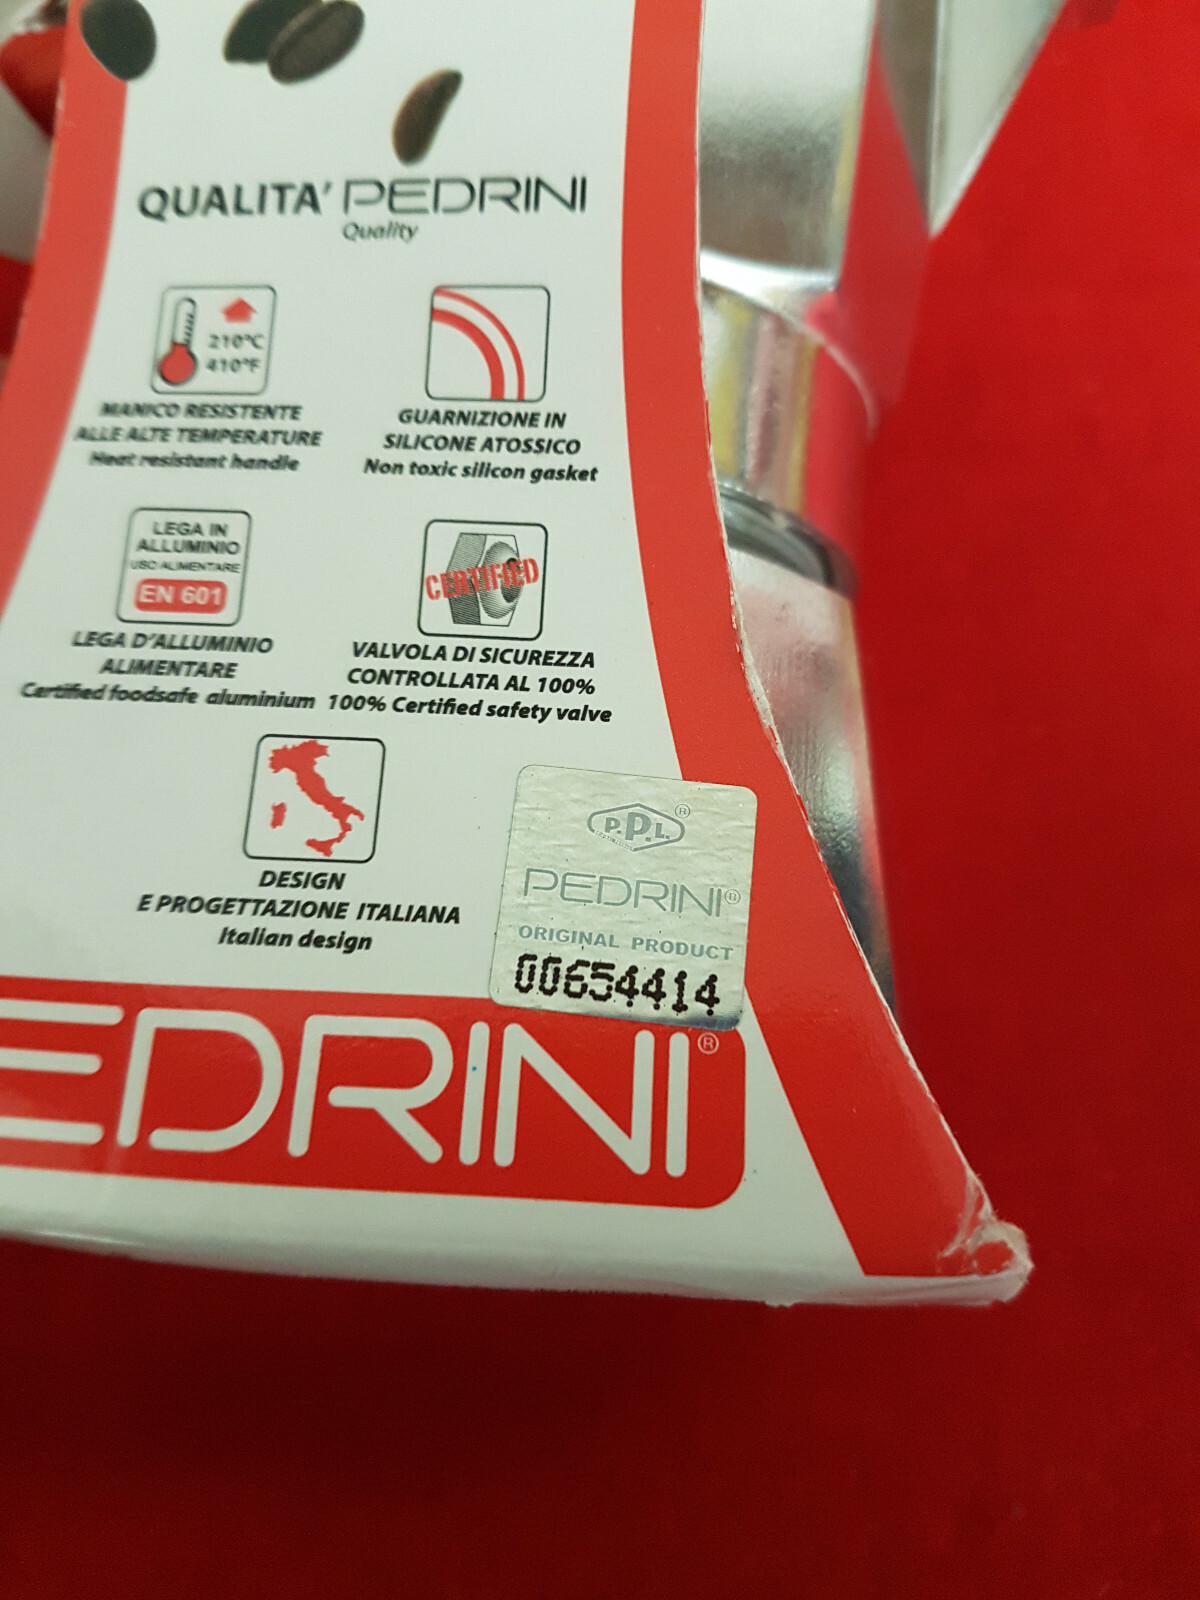 QUALITA' PEDRINI
Quality
210°C
410°F
MANICO RESISTENTE
ALLE ALTE TEMPERATURE
Heat resistant handle
GUARNIZIONE IN
SILICONE ATOSSICO
Non toxic silicon gasket
LEGA IN
ALLUMINIO
USO ALIMENTARE
EN 601
LEGA D'ALLUMINIO
ALIMENTARE
Certified foodsafe aluminium
CERTIFIED
VALVOLA DI SICUREZZA
CONTROLLATA AL 100%
100% Certified safety valve
DESIGN
E PROGETTAZIONE ITALIANA
Italian design
P.P.L.®
PEDRINI®
ORIGINAL PRODUCT
00654414
EDRINI®